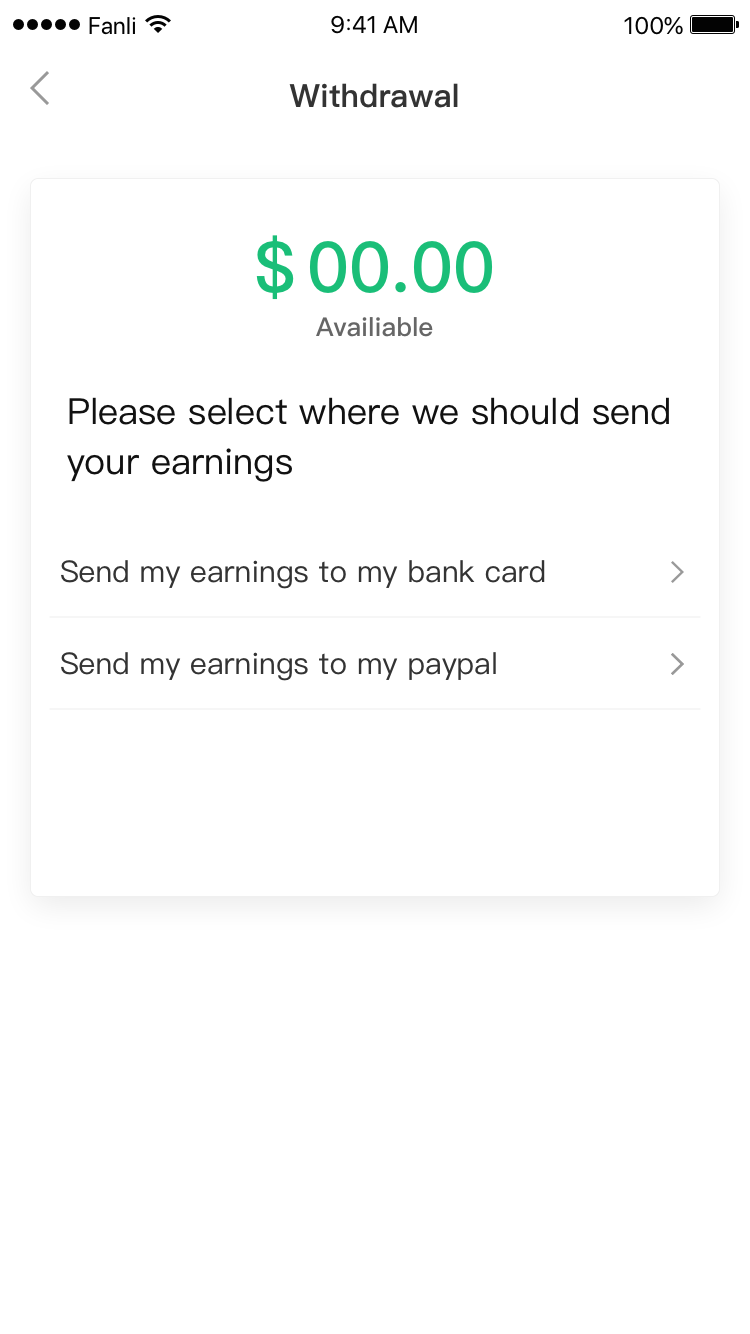 Fanli 9:41 AM 100%
Withdrawal
$ 00.00
Availiable
Please select where we should send
your earnings
Send my earnings to my bank card
Send my earnings to my paypal